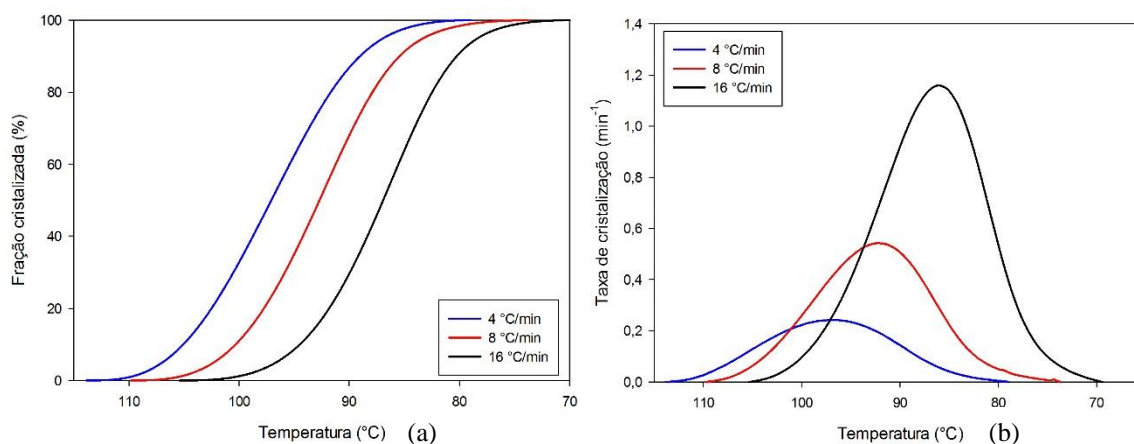 100
80
60
40
20
0
Fração cristalizada (%)
4 °C/min
8 °C/min
16 °C/min
110 100 90 80 70
Temperatura (°C)
(a)
1,4
1,2
1,0
0,8
0,6
0,4
0,2
0,0
Taxa de cristalização (min⁻¹)
4 °C/min
8 °C/min
16 °C/min
110 100 90 80 70
Temperatura (°C)
(b)